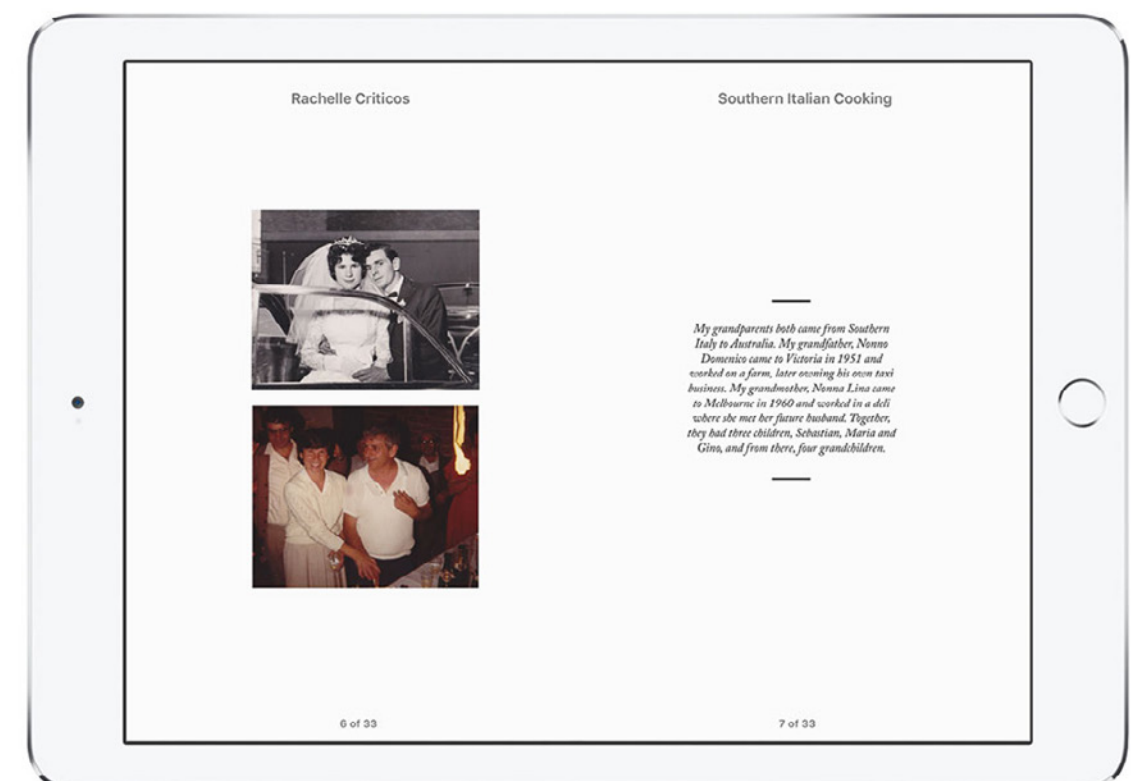 Rachelle Criticos
Southern Italian Cooking
My grandparents both came from Southern
Italy to Australia. My grandfather, Nonno
Domenico came to Victoria in 1951 and
worked on a farm, later owning his own taxi
business. My grandmother, Nonna Lina came
to Melbourne in 1960 and worked in a deli
where she met her future husband. Together,
they had three children, Sebastian, Maria and
Gino, and from there, four grandchildren.
6 of 33
7 of 33